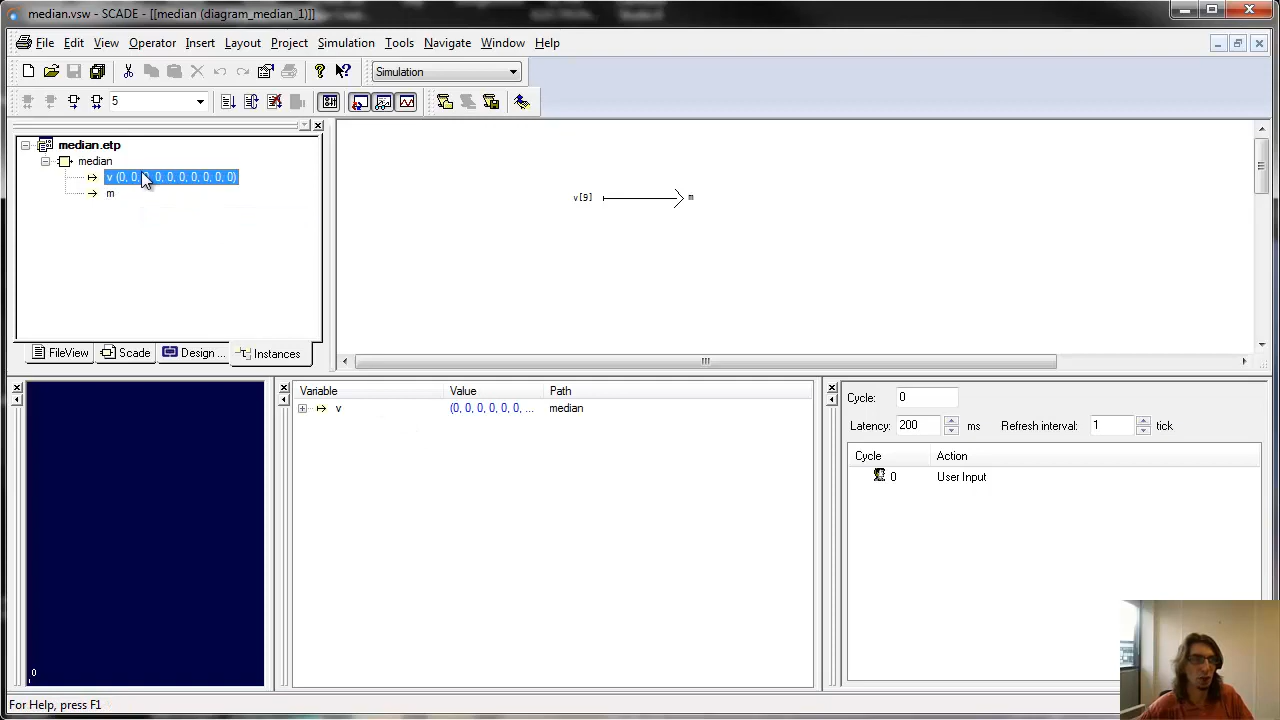 median.vsw - SCADE - [[median (diagram_median_1)]]
File Edit View Operator Insert Layout Project Simulation Tools Navigate Window Help
Simulation
5
median.etp
median
v (0, 0, 0, 0, 0, 0, 0, 0, 0)
m
v[9] m
FileView Scade Design ... Instances
Variable Value Path
v (0, 0, 0, 0, 0, ... median
Cycle: 0
Latency: 200 ms Refresh interval: 1 tick
Cycle Action
0 User Input
0
For Help, press F1